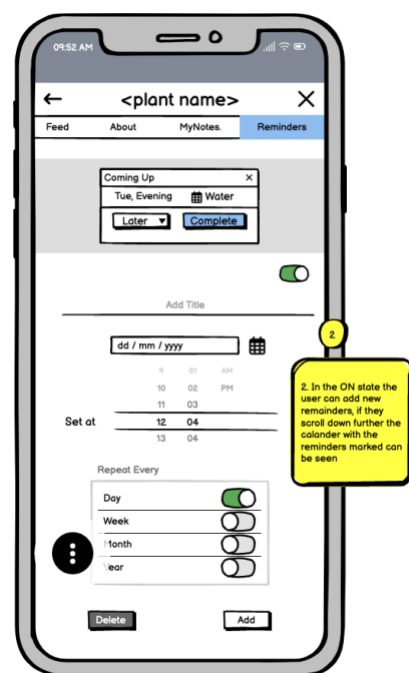 09:52 AM
<plant name>
Feed About MyNotes. Reminders
Coming Up
Tue, Evening Water
Later Complete
Add Title
dd / mm / yyyy
9 01 AM
10 02 PM
11 03
Set at 12 04
13 04
Repeat Every
Day
Week
Month
Year
Delete Add
2
2. In the ON state the
user can add new
remainders, if they
scroll down further the
calander with the
reminders marked can
be seen